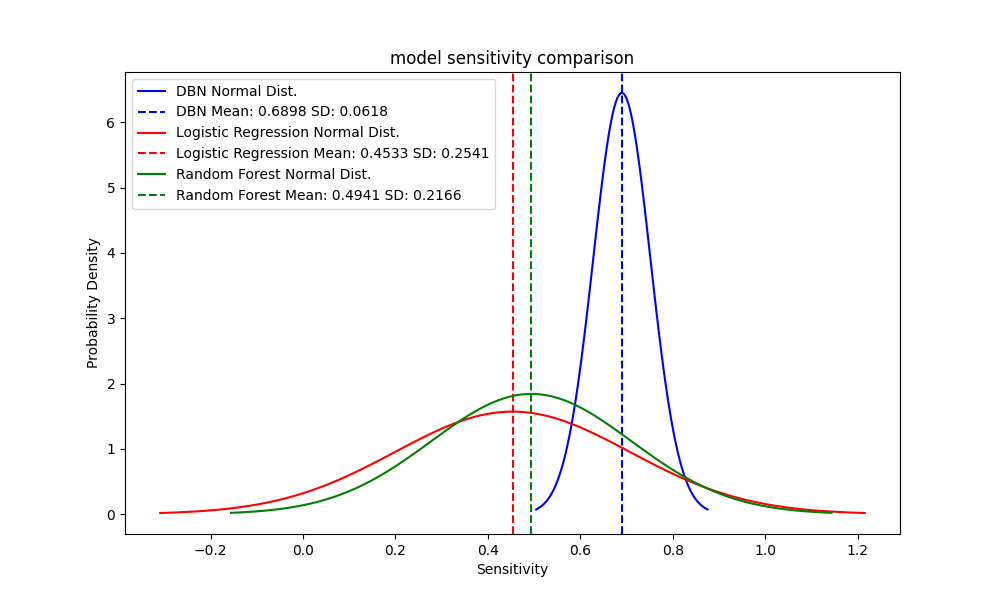 model sensitivity comparison
DBN Normal Dist.
DBN Mean: 0.6898 SD: 0.0618
Logistic Regression Normal Dist.
Logistic Regression Mean: 0.4533 SD: 0.2541
Random Forest Normal Dist.
Random Forest Mean: 0.4941 SD: 0.2166
Probability Density
6
5
4
3
2
1
0
−0.2 0.0 0.2 0.4 0.6 0.8 1.0 1.2
Sensitivity